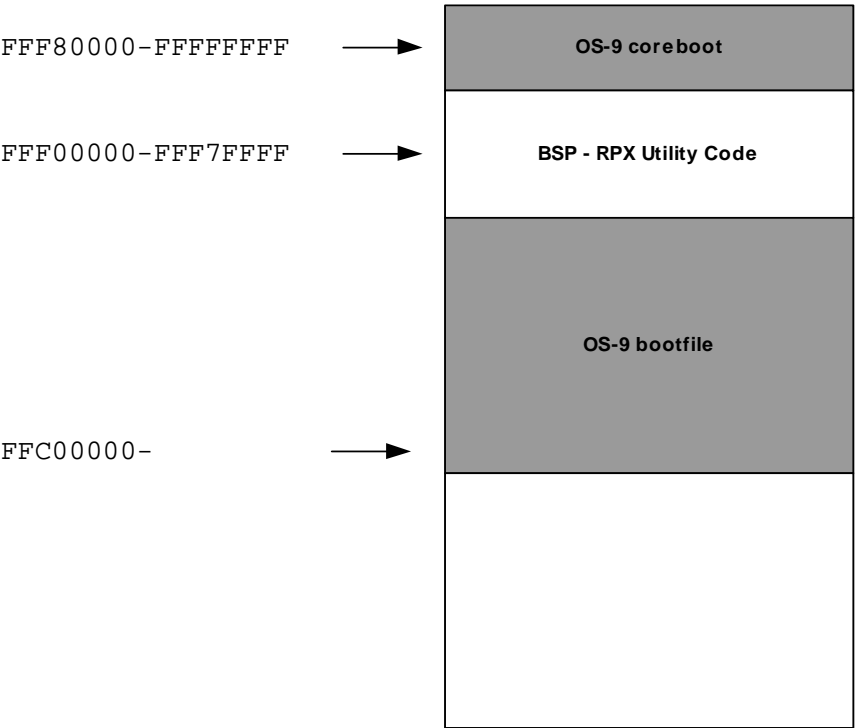 FFF80000-FFFFFFFF
OS-9 coreboot
FFF00000-FFF7FFFF
BSP - RPX Utility Code
OS-9 bootfile
FFC00000-